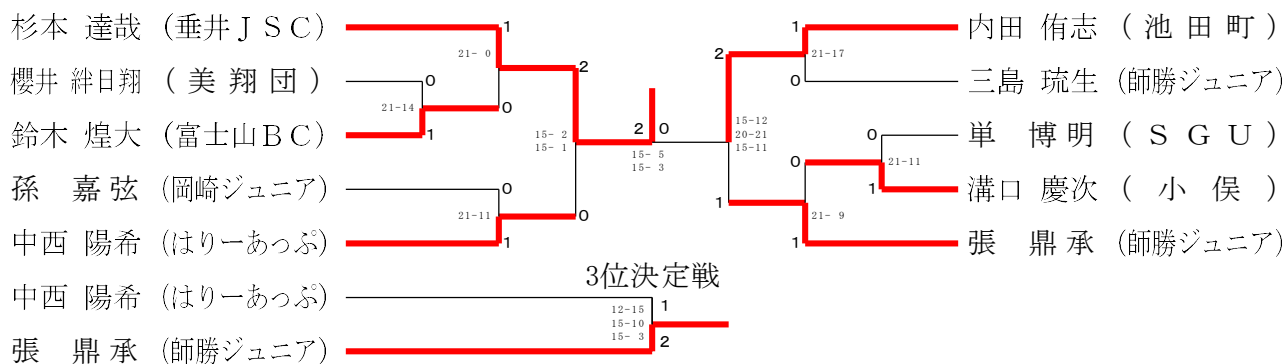 杉本 達哉 (垂井ＪＳＣ) 1 1 内田 侑志 ( 池 田 町 )
21- 0 2 2 21-17
櫻井 絆日翔 ( 美 翔 団 ) 0 0 三島 琉生 (師勝ジュニア)
21-14 0
鈴木 煌大 (富士山ＢＣ) 1 15- 2 2 0 15-12 0 単 博明 ( Ｓ Ｇ Ｕ )
15- 1 15- 5 20-21
15- 3 15-11 0 21-11
孫 嘉弦 (岡崎ジュニア) 0 1 溝口 慶次 ( 小 俣 )
21-11 0 1 21- 9
中西 陽希 (はりーあっぷ) 1 1 張 鼎承 (師勝ジュニア)
3位決定戦
中西 陽希 (はりーあっぷ) 1
12-15
15-10
15- 3
張 鼎承 (師勝ジュニア) 2